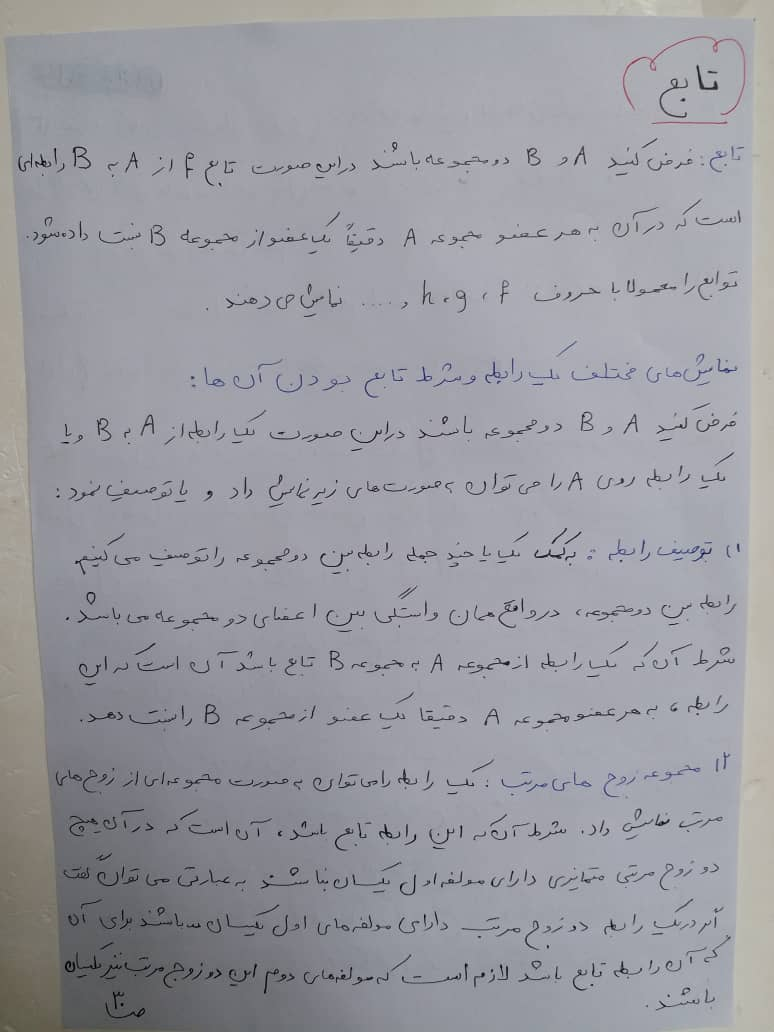 تابع
تابع: فرض کنید A و B دو مجموعه باشند در این صورت تابع f از A به B رابطه‌ای
است که در آن به هر عضو مجموعه A دقیقاً یک عضو از مجموعه B نسبت داده شود.
توابع را معمولا با حروف f ، g ، h و .... نمایش می دهند .
نمایش‌های مختلف یک رابطه و شرط تابع بودن آن ها :
فرض کنید A و B دو مجموعه باشند در این صورت یک رابطه از A به B و یا
یک رابطه روی A را می توان به صورت‌های زیر نمایش داد و یا توصیف نمود :
۱) توصیف رابطه : به کمک یک یا چند جمله رابطه بین دو مجموعه را توصیف می کنیم.
رابطه بین دو مجموعه، در واقع همان وابستگی بین اعضای دو مجموعه می باشد.
شرط آن که یک رابطه از مجموعه A به مجموعه B تابع باشد آن است که این
رابطه ، به هر عضو مجموعه A دقیقا یک عضو از مجموعه B را نسبت دهد.
۲) مجموعه زوج های مرتب : یک رابطه را می توان به صورت مجموعه‌ای از زوج های
مرتب نمایش داد. شرط آن که این رابطه تابع باشد، آن است که در آن هیچ
دو زوج مرتب متمایزی دارای مولفه اول یکسان نباشند به عبارتی می توان گفت
اگر در یک رابطه دو زوج مرتب دارای مولفه‌های اول یکسان باشند برای آن
که آن رابطه تابع باشد لازم است که مولفه‌های دوم این دو زوج مرتب نیز یکسان
باشند.
ص۳۰